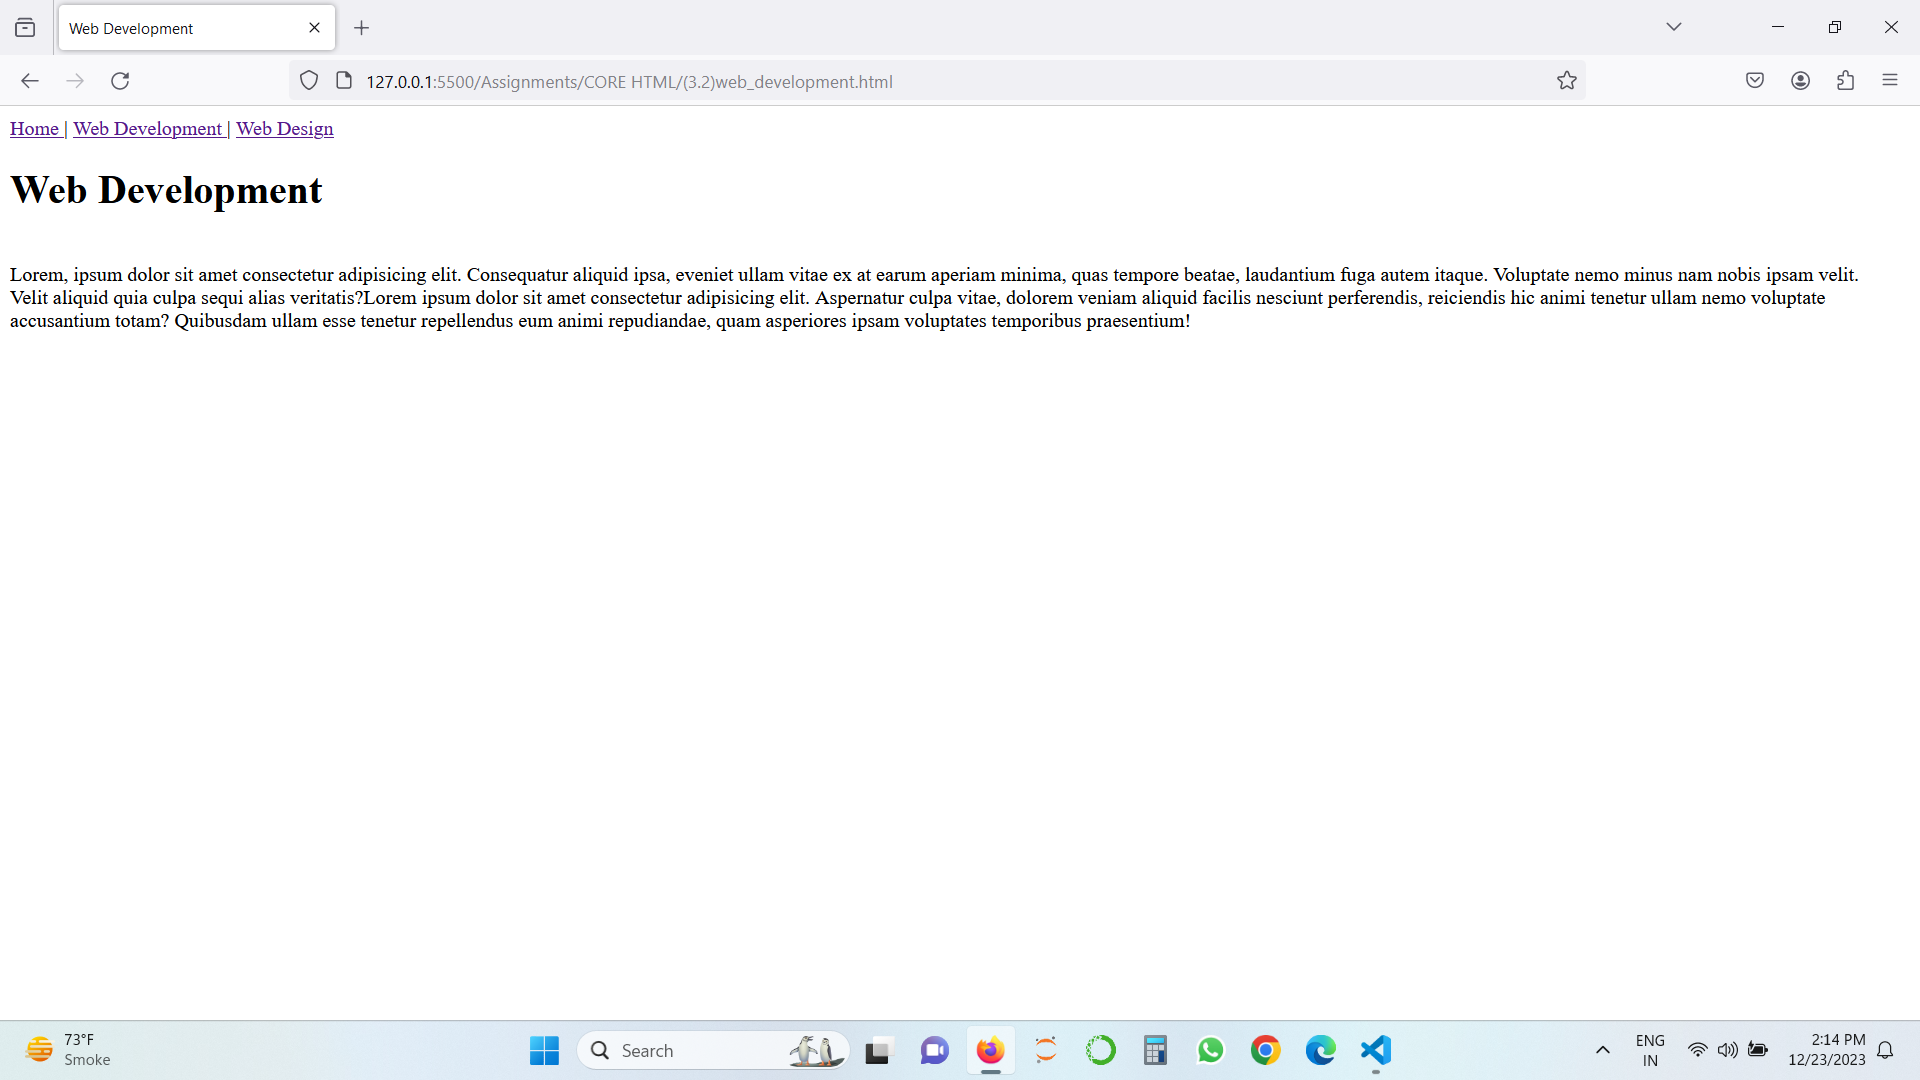 Web Development
127.0.0.1:5500/Assignments/CORE HTML/(3.2)web_development.html
Home | Web Development | Web Design
Web Development
Lorem, ipsum dolor sit amet consectetur adipisicing elit. Consequatur aliquid ipsa, eveniet ullam vitae ex at earum aperiam minima, quas tempore beatae, laudantium fuga autem itaque. Voluptate nemo minus nam nobis ipsam velit.
Velit aliquid quia culpa sequi alias veritatis?Lorem ipsum dolor sit amet consectetur adipisicing elit. Aspernatur culpa vitae, dolorem veniam aliquid facilis nesciunt perferendis, reiciendis hic animi tenetur ullam nemo voluptate
accusantium totam? Quibusdam ullam esse tenetur repellendus eum animi repudiandae, quam asperiores ipsam voluptates temporibus praesentium!
73°F
Smoke
Search
ENG
IN
2:14 PM
12/23/2023